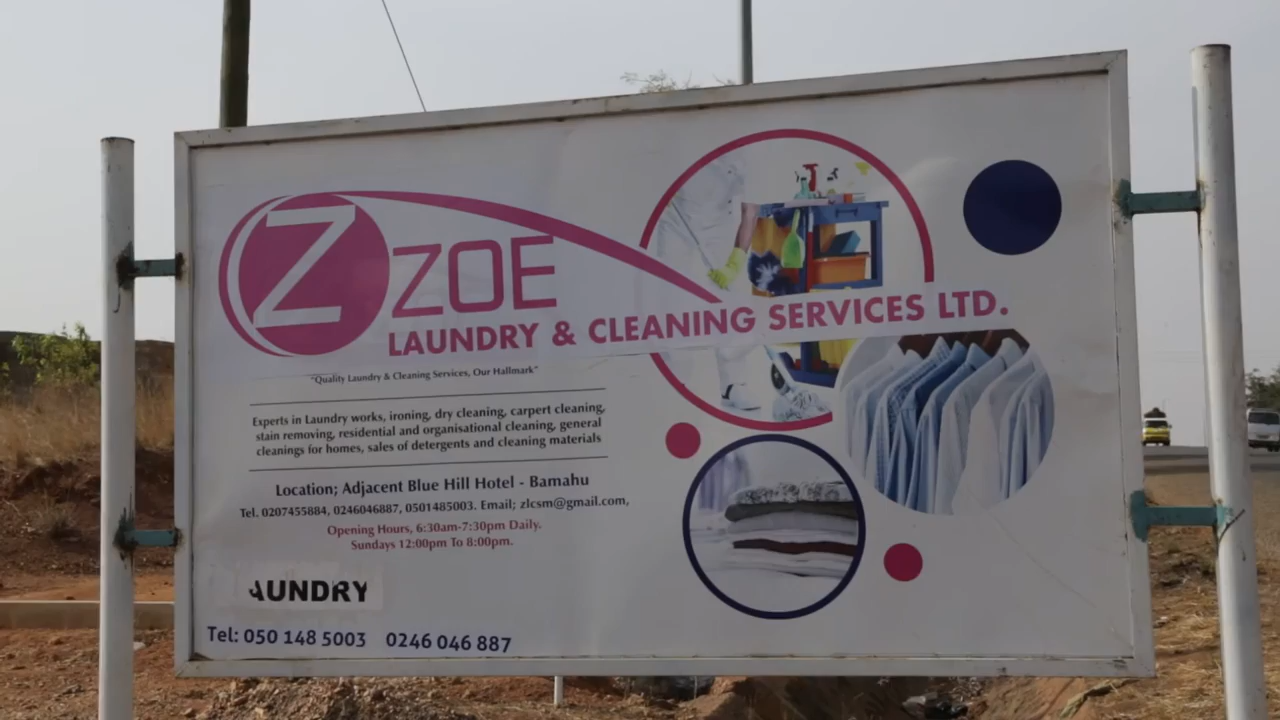 Z ZOE
LAUNDRY & CLEANING SERVICES LTD.
"Quality Laundry & Cleaning Services, Our Hallmark"
Experts in Laundry works, ironing, dry cleaning, carpert cleaning,
stain removing, residential and organisational cleaning, general
cleanings for homes, sales of detergents and cleaning materials
Location; Adjacent Blue Hill Hotel - Bamahu
Tel. 0207455884, 0246046887, 0501485003. Email; zlcsm@gmail.com,
Opening Hours, 6:30am-7:30pm Daily.
Sundays 12:00pm To 8:00pm.
AUNDRY
Tel: 050 148 5003 0246 046 887